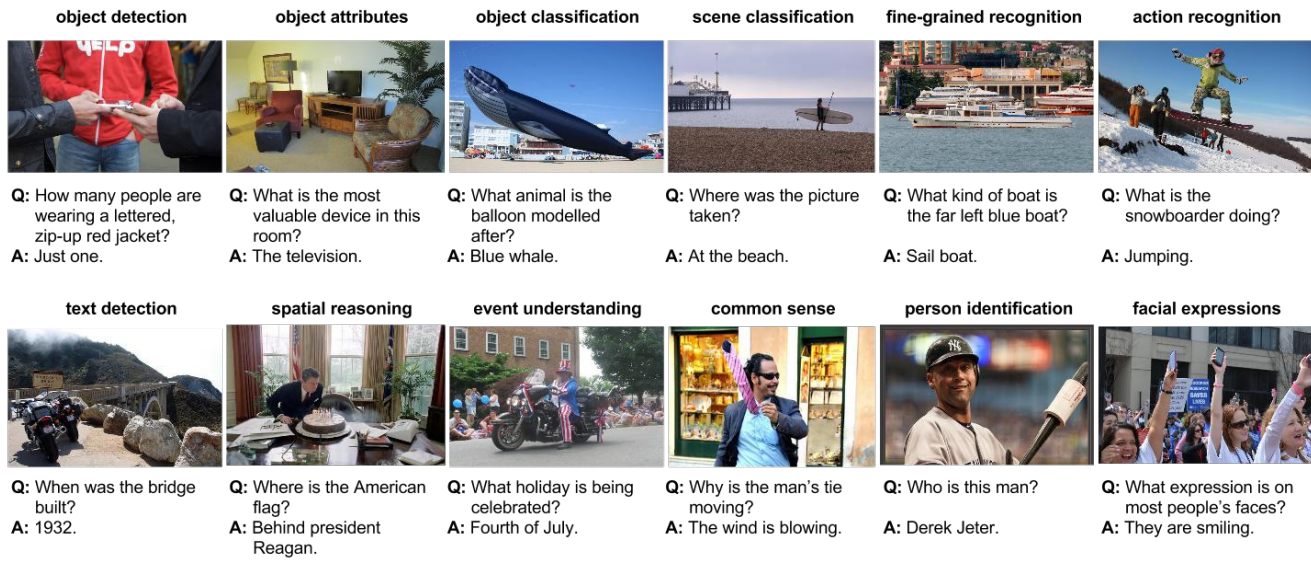 object detection
object attributes
object classification
scene classification
fine-grained recognition
action recognition
Q: How many people are
wearing a lettered,
zip-up red jacket?
A: Just one.
Q: What is the most
valuable device in this
room?
A: The television.
Q: What animal is the
balloon modelled
after?
A: Blue whale.
Q: Where was the picture
taken?
A: At the beach.
Q: What kind of boat is
the far left blue boat?
A: Sail boat.
Q: What is the
snowboarder doing?
A: Jumping.
text detection
spatial reasoning
event understanding
common sense
person identification
facial expressions
Q: When was the bridge
built?
A: 1932.
Q: Where is the American
flag?
A: Behind president
Reagan.
Q: What holiday is being
celebrated?
A: Fourth of July.
Q: Why is the man's tie
moving?
A: The wind is blowing.
Q: Who is this man?
A: Derek Jeter.
Q: What expression is on
most people's faces?
A: They are smiling.